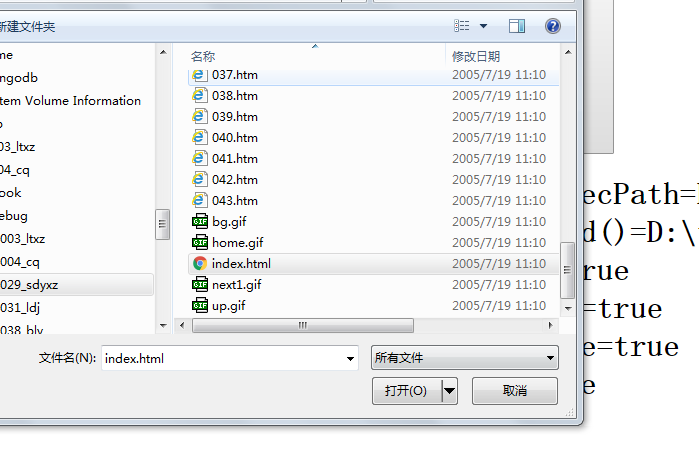 新建文件夹
名称 修改日期
me
ngodb
tem Volume Information
03_ltxz
04_cq
ook
ebug
003_ltxz
004_cq
029_sdyxz
031_ldj
038_blv
037.htm 2005/7/19 11:10
038.htm 2005/7/19 11:10
039.htm 2005/7/19 11:10
040.htm 2005/7/19 11:10
041.htm 2005/7/19 11:10
042.htm 2005/7/19 11:10
043.htm 2005/7/19 11:10
bg.gif 2005/7/19 11:10
home.gif 2005/7/19 11:10
index.html 2005/7/19 11:10
next1.gif 2005/7/19 11:10
up.gif 2005/7/19 11:10
文件名(N): index.html 所有文件
打开(O) 取消
ecPath=
d()=D:\
rue
=true
e=true
e